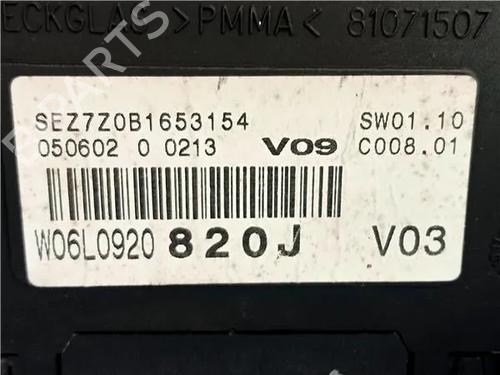 ECKGLAS >PMMA< 81071507
SEZ7Z0B1653154 SW01.10
050602 0 0213 V09 C008.01
W06L0920 820J V03